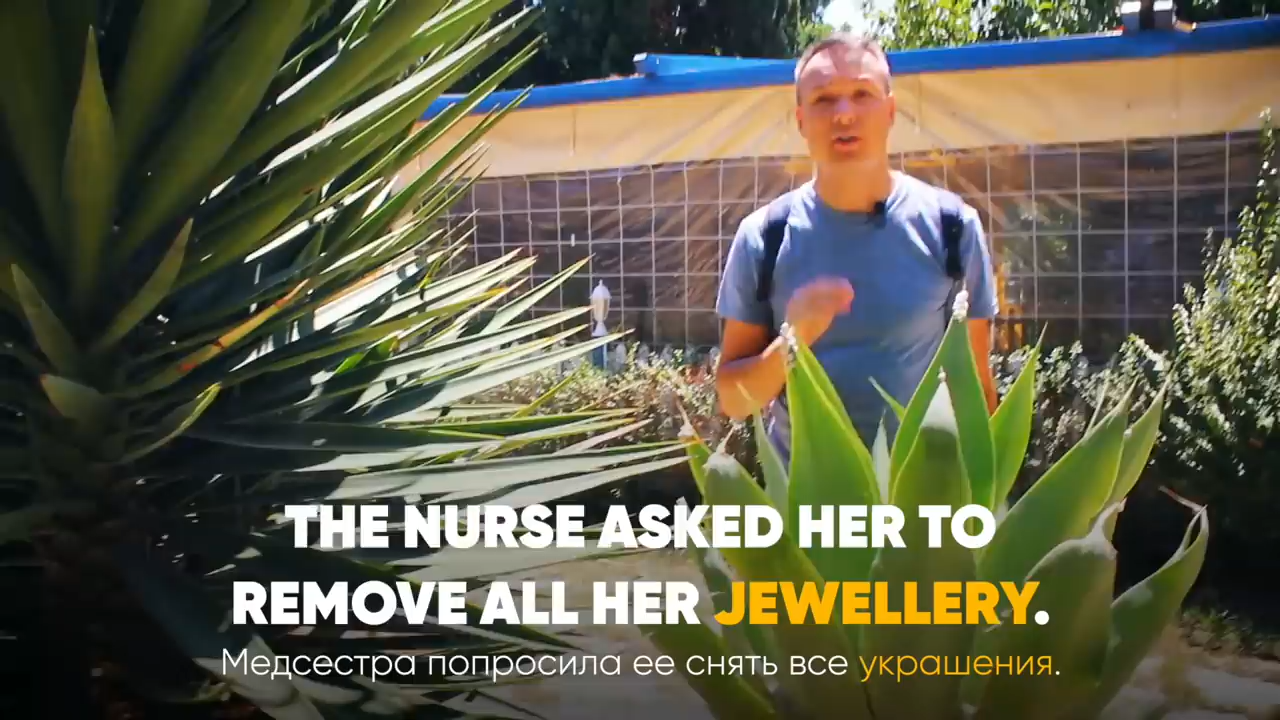 THE NURSE ASKED HER TO
REMOVE ALL HER JEWELLERY.
Медсестра попросила ее снять все украшения.